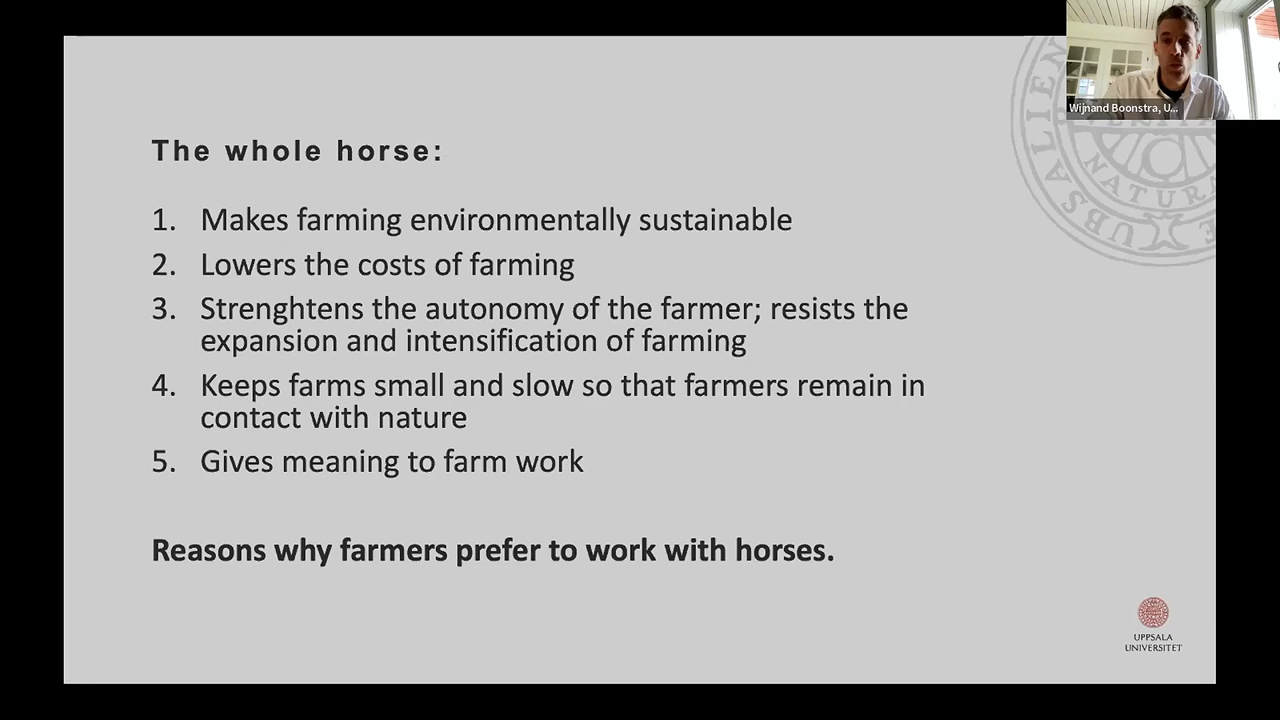 Wijnand Boonstra, U...
The whole horse:
1. Makes farming environmentally sustainable
2. Lowers the costs of farming
3. Strenghtens the autonomy of the farmer; resists the
expansion and intensification of farming
4. Keeps farms small and slow so that farmers remain in
contact with nature
5. Gives meaning to farm work
Reasons why farmers prefer to work with horses.
UPPSALA
UNIVERSITET